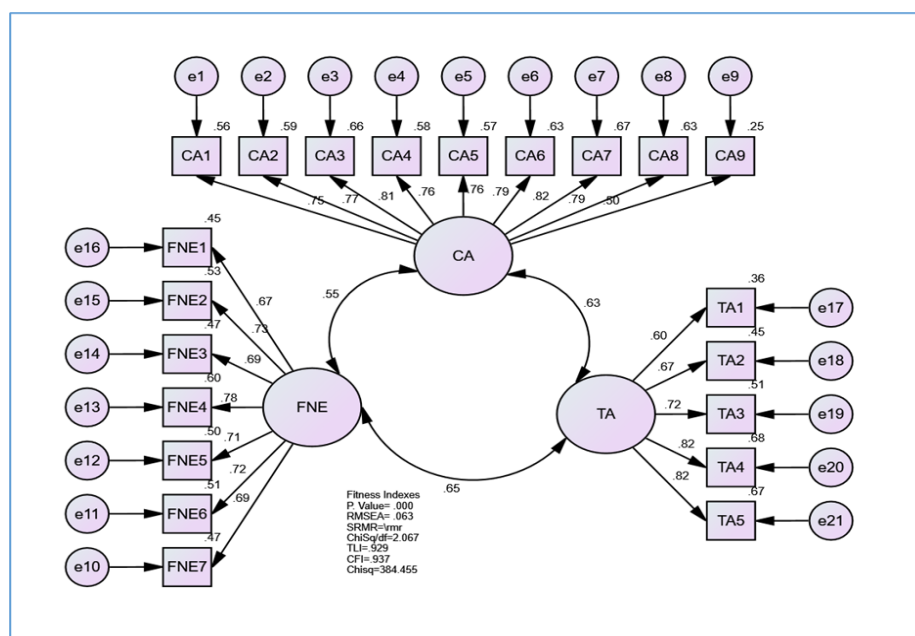 e1 e2 e3 e4 e5 e6 e7 e8 e9
.56 .59 .66 .58 .57 .63 .67 .63 .25
CA1 CA2 CA3 CA4 CA5 CA6 CA7 CA8 CA9
.75 .77 .81 .76 .76 .79 .82 .79 .50
CA
.55 .63
.45
e16 FNE1
.67
.53
e15 FNE2
.73
.47
e14 FNE3
.69
.60
e13 FNE4
.78
.50
e12 FNE5
.71
.51
e11 FNE6
.72
.47
e10 FNE7
.69
FNE
TA
.36
TA1 e17
.60
.45
TA2 e18
.67
.51
TA3 e19
.72
.68
TA4 e20
.82
.67
TA5 e21
.82
.65
Fitness Indexes
P. Value= .000
RMSEA= .063
SRMR=\rmr
ChiSq/df=2.067
TLI=.929
CFI=.937
Chisq=384.455